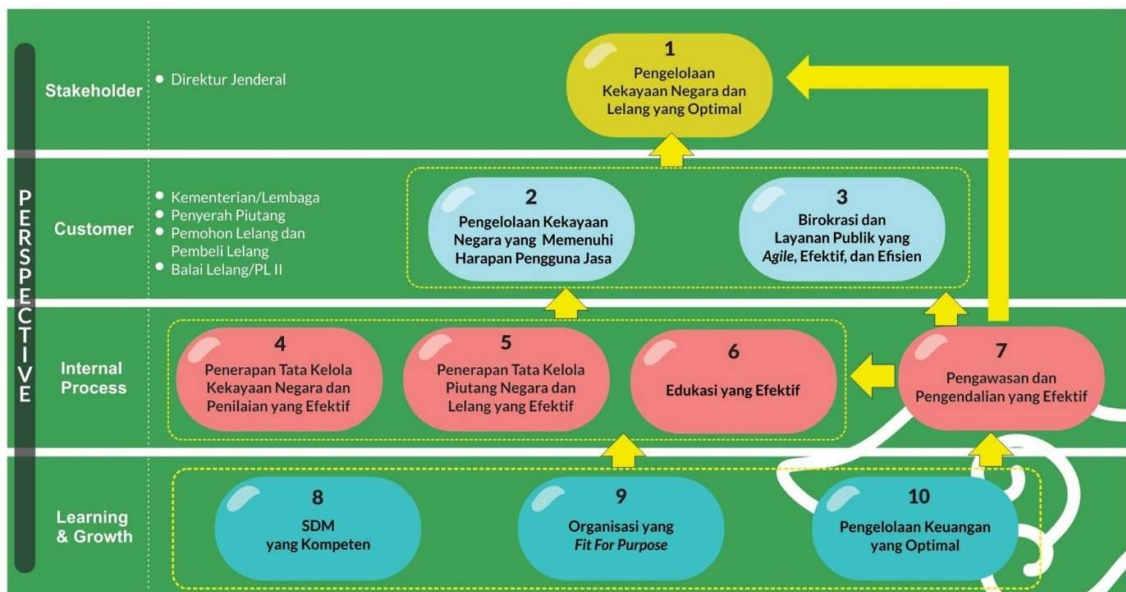 PERSPECTIVE
Stakeholder
Direktur Jenderal
1
Pengelolaan
Kekayaan Negara dan
Lelang yang Optimal
Customer
Kementerian/Lembaga
Penyerah Piutang
Pemohon Lelang dan
Pembeli Lelang
Balai Lelang/PL II
2
Pengelolaan Kekayaan
Negara yang Memenuhi
Harapan Pengguna Jasa
3
Birokrasi dan
Layanan Publik yang
Agile, Efektif, dan Efisien
Internal
Process
4
Penerapan Tata Kelola
Kekayaan Negara dan
Penilaian yang Efektif
5
Penerapan Tata Kelola
Piutang Negara dan
Lelang yang Efektif
6
Edukasi yang Efektif
7
Pengawasan dan
Pengendalian yang Efektif
Learning
& Growth
8
SDM
yang Kompeten
9
Organisasi yang
Fit For Purpose
10
Pengelolaan Keuangan
yang Optimal